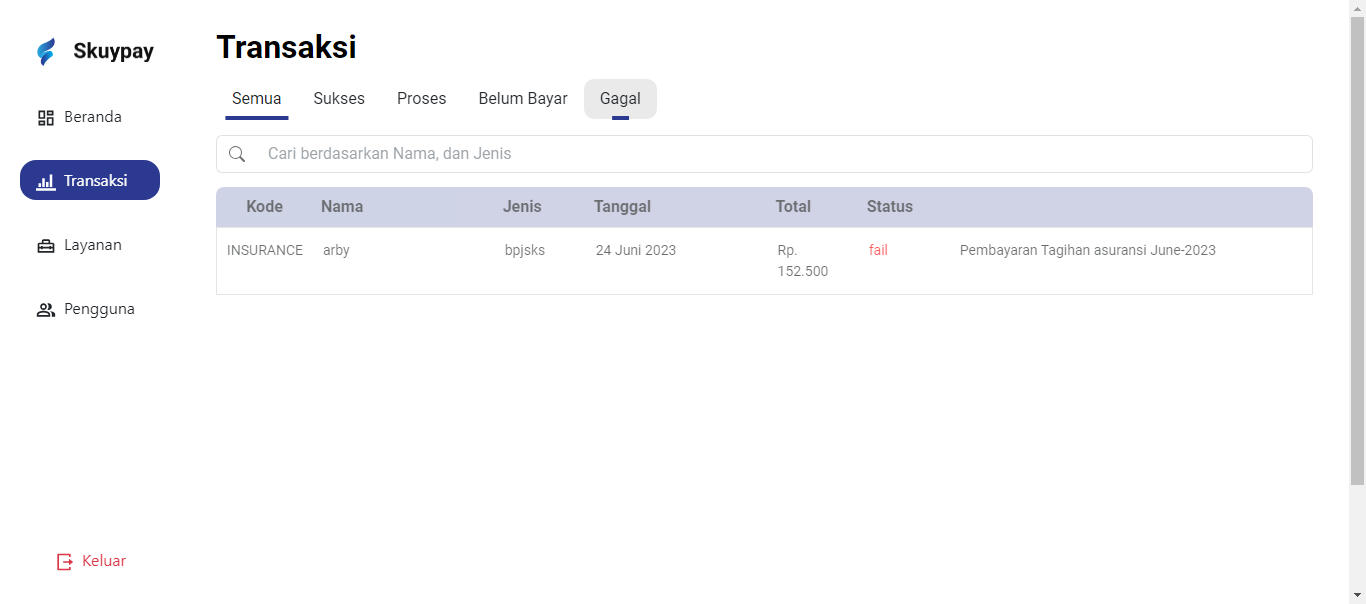 Skuypay
Beranda
Transaksi
Layanan
Pengguna
Keluar
Transaksi
Semua Sukses Proses Belum Bayar Gagal
Cari berdasarkan Nama, dan Jenis
Kode Nama Jenis Tanggal Total Status
INSURANCE arby bpjsks 24 Juni 2023 Rp. fail Pembayaran Tagihan asuransi June-2023
152.500